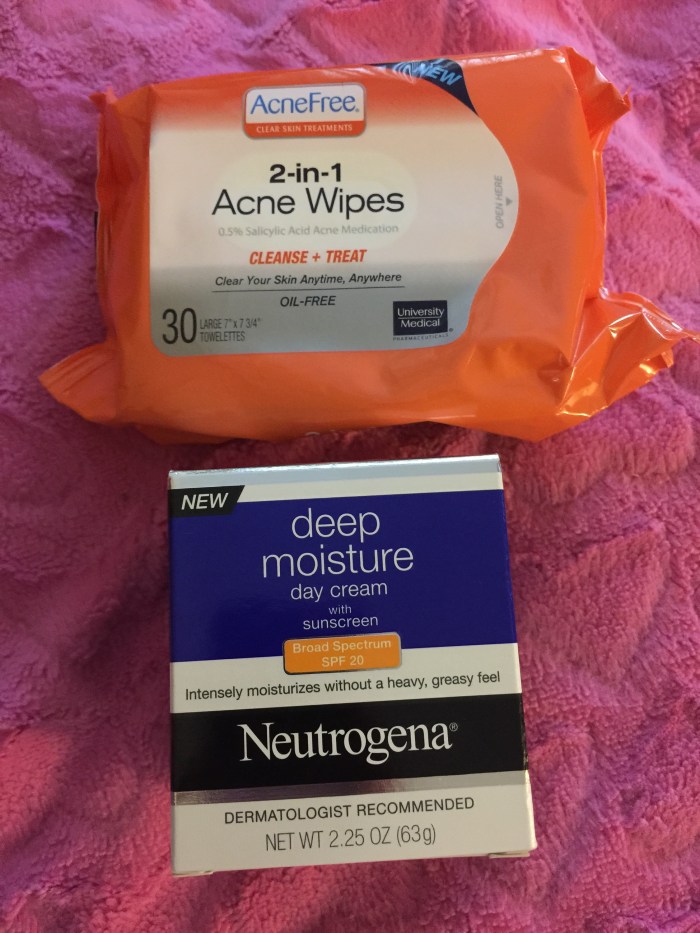 NEW
AcneFree.
CLEAR SKIN TREATMENTS
2-in-1
Acne Wipes
0.5% Salicylic Acid Acne Medication
CLEANSE + TREAT
Clear Your Skin Anytime, Anywhere
OIL-FREE
30 LARGE 7" x 7 3/4"
TOWELETTES
University
Medical
PHARMACEUTICALS
OPEN HERE
NEW
deep
moisture
day cream
with
sunscreen
Broad Spectrum
SPF 20
Intensely moisturizes without a heavy, greasy feel
Neutrogena®
DERMATOLOGIST RECOMMENDED
NET WT 2.25 OZ (63g)